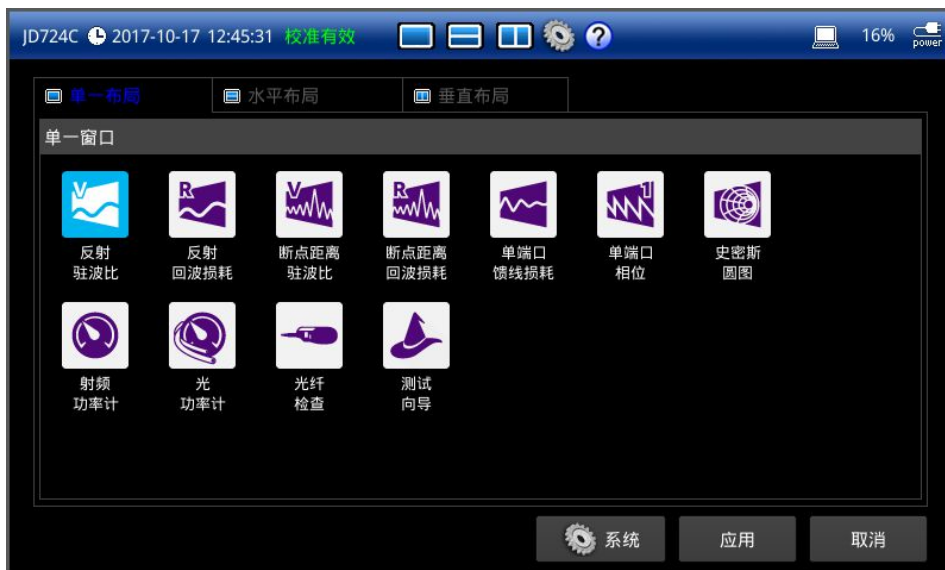 JD724C 2017-10-17 12:45:31 校准有效 ? 16% power
单一布局 水平布局 垂直布局
单一窗口
V R V R 1
反射 反射 断点距离 断点距离 单端口 单端口 史密斯
驻波比 回波损耗 驻波比 回波损耗 馈线损耗 相位 圆图
射频 光 光纤 测试
功率计 功率计 检查 向导
系统 应用 取消